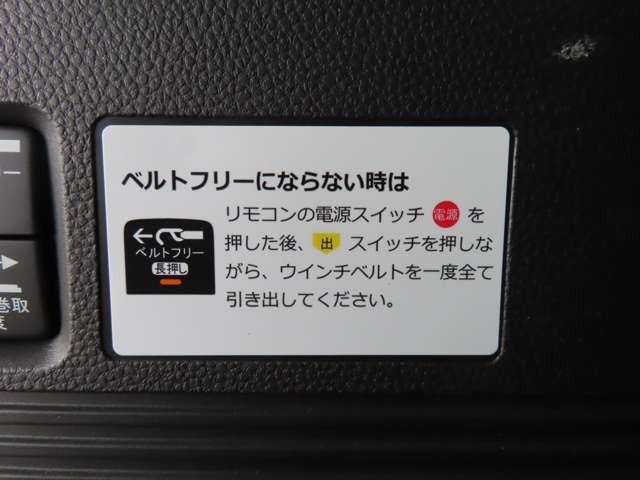 ベルトフリーにならない時は
リモコンの電源スイッチ 電源 を
押した後、 出 スイッチを押しな
がら、ウインチベルトを一度全て
引き出してください。
ベルトフリー
長押し
ー
巻取
度